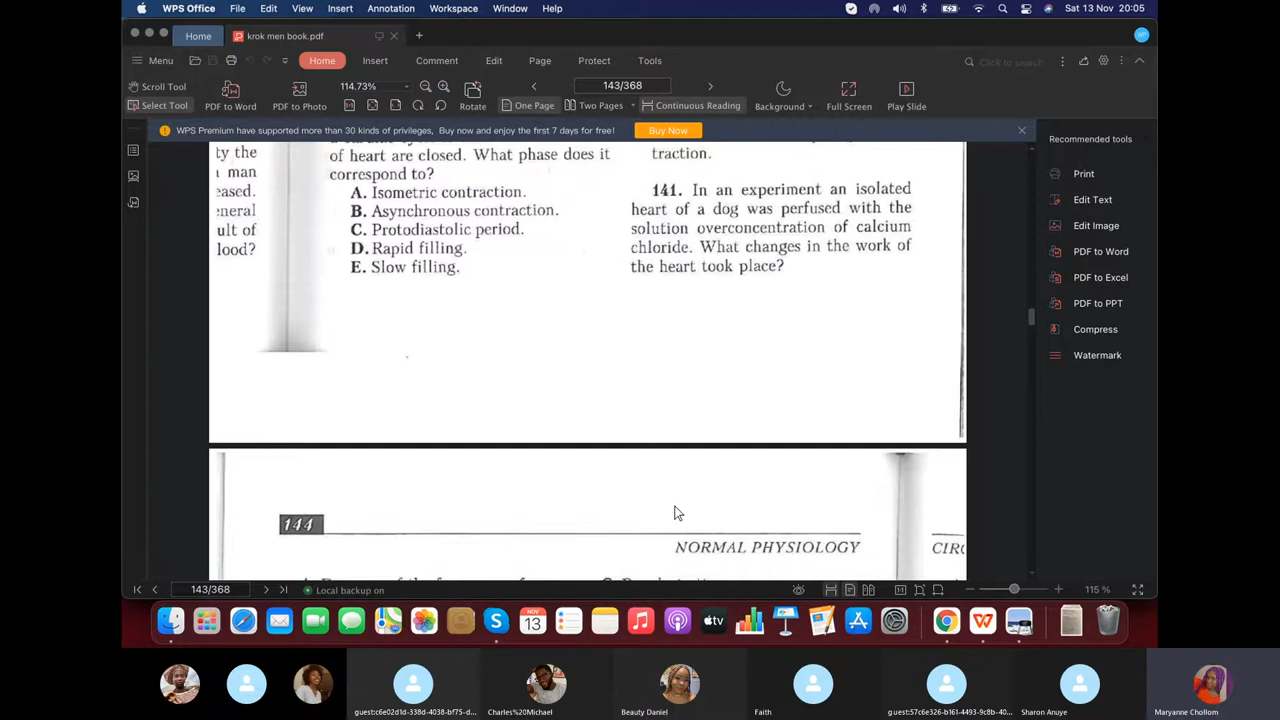 WPS Office File Edit View Insert Annotation Workspace Window Help Sat 13 Nov 20:05
Home krok men book.pdf
Menu Home Insert Comment Edit Page Protect Tools Click to search
Scroll Tool
Select Tool
PDF to Word PDF to Photo
114.73%
Rotate
143/368
One Page Two Pages Continuous Reading
Background Full Screen Play Slide
WPS Premium have supported more than 30 kinds of privileges, Buy now and enjoy the first 7 days for free! Buy Now
Recommended tools
Print
Edit Text
Edit Image
PDF to Word
PDF to Excel
PDF to PPT
Compress
Watermark
ty the
man
eased.
eneral
ult of
lood?
of heart are closed. What phase does it
correspond to?
A. Isometric contraction.
B. Asynchronous contraction.
C. Protodiastolic period.
D. Rapid filling.
E. Slow filling.
traction.
141. In an experiment an isolated
heart of a dog was perfused with the
solution overconcentration of calcium
chloride. What changes in the work of
the heart took place?
144
NORMAL PHYSIOLOGY
CIRC
143/368 Local backup on 115 %
NOV
13
tv
guest:c6e02d1d-338d-4038-bf75-d...
Charles%20Michael
Beauty Daniel
Faith
guest:57c6e326-b161-4493-9c8b-40...
Sharon Anuye
Maryanne Chollom